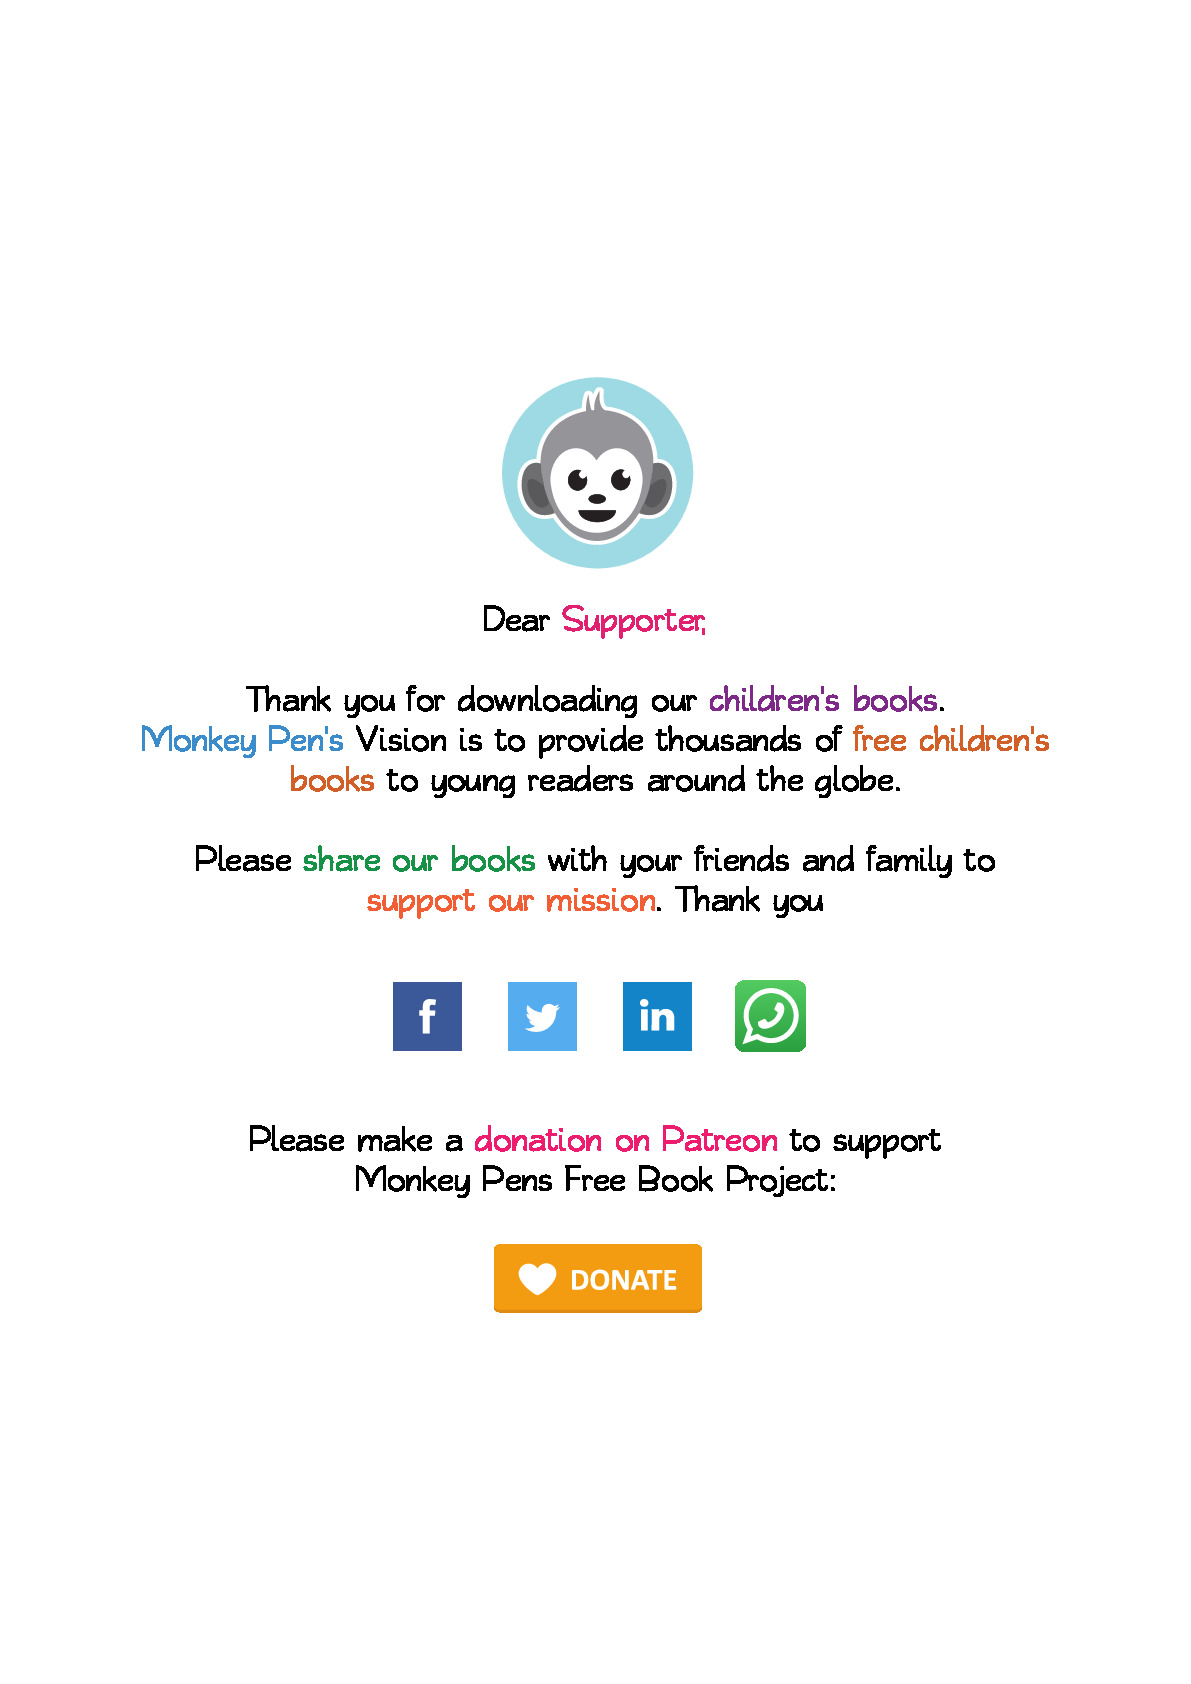 Dear Supporter,
Thank you for downloading our children's books.
Monkey Pen's Vision is to provide thousands of free children's
books to young readers around the globe.
Please share our books with your friends and family to
support our mission. Thank you
f
in
Please make a donation on Patreon to support
Monkey Pens Free Book Project:
DONATE